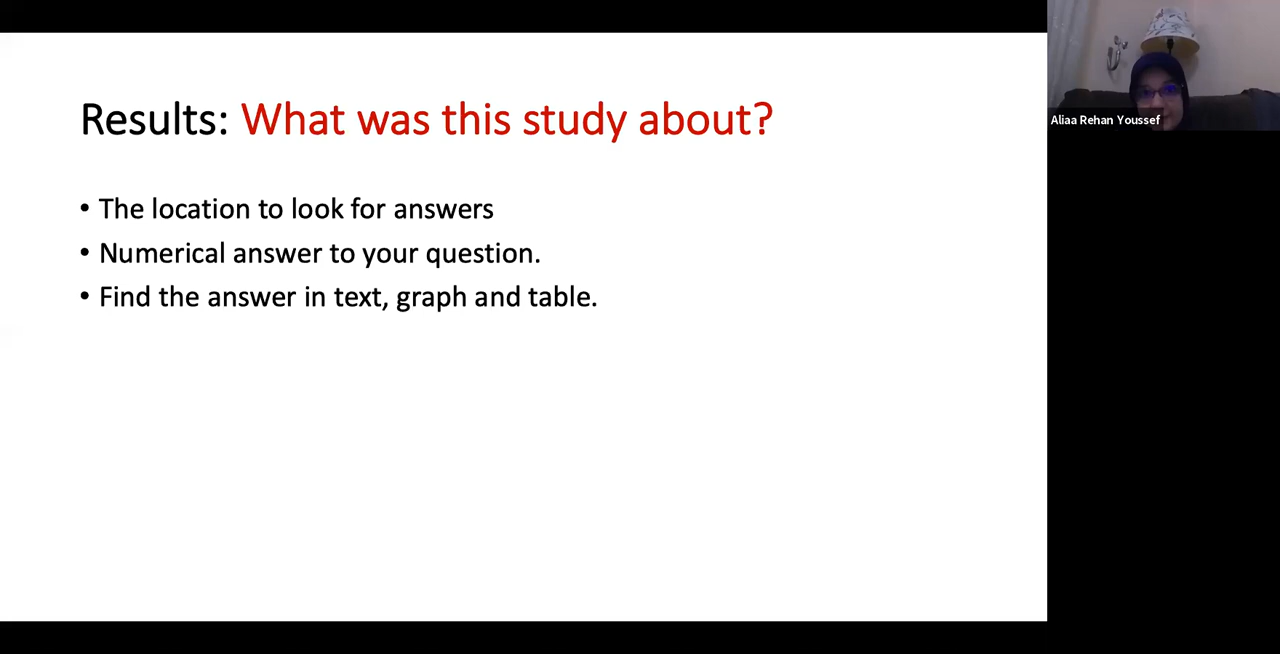 Results: What was this study about?
• The location to look for answers
• Numerical answer to your question.
• Find the answer in text, graph and table.
Aliaa Rehan Youssef